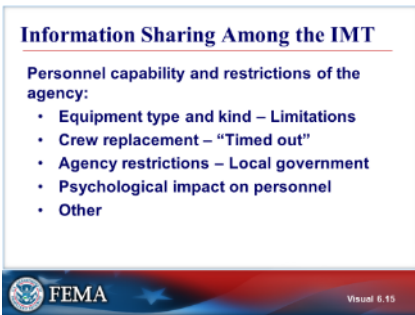 Information Sharing Among the IMT
Personnel capability and restrictions of the
agency:
• Equipment type and kind – Limitations
• Crew replacement – “Timed out”
• Agency restrictions – Local government
• Psychological impact on personnel
• Other
FEMA
Visual 6.15